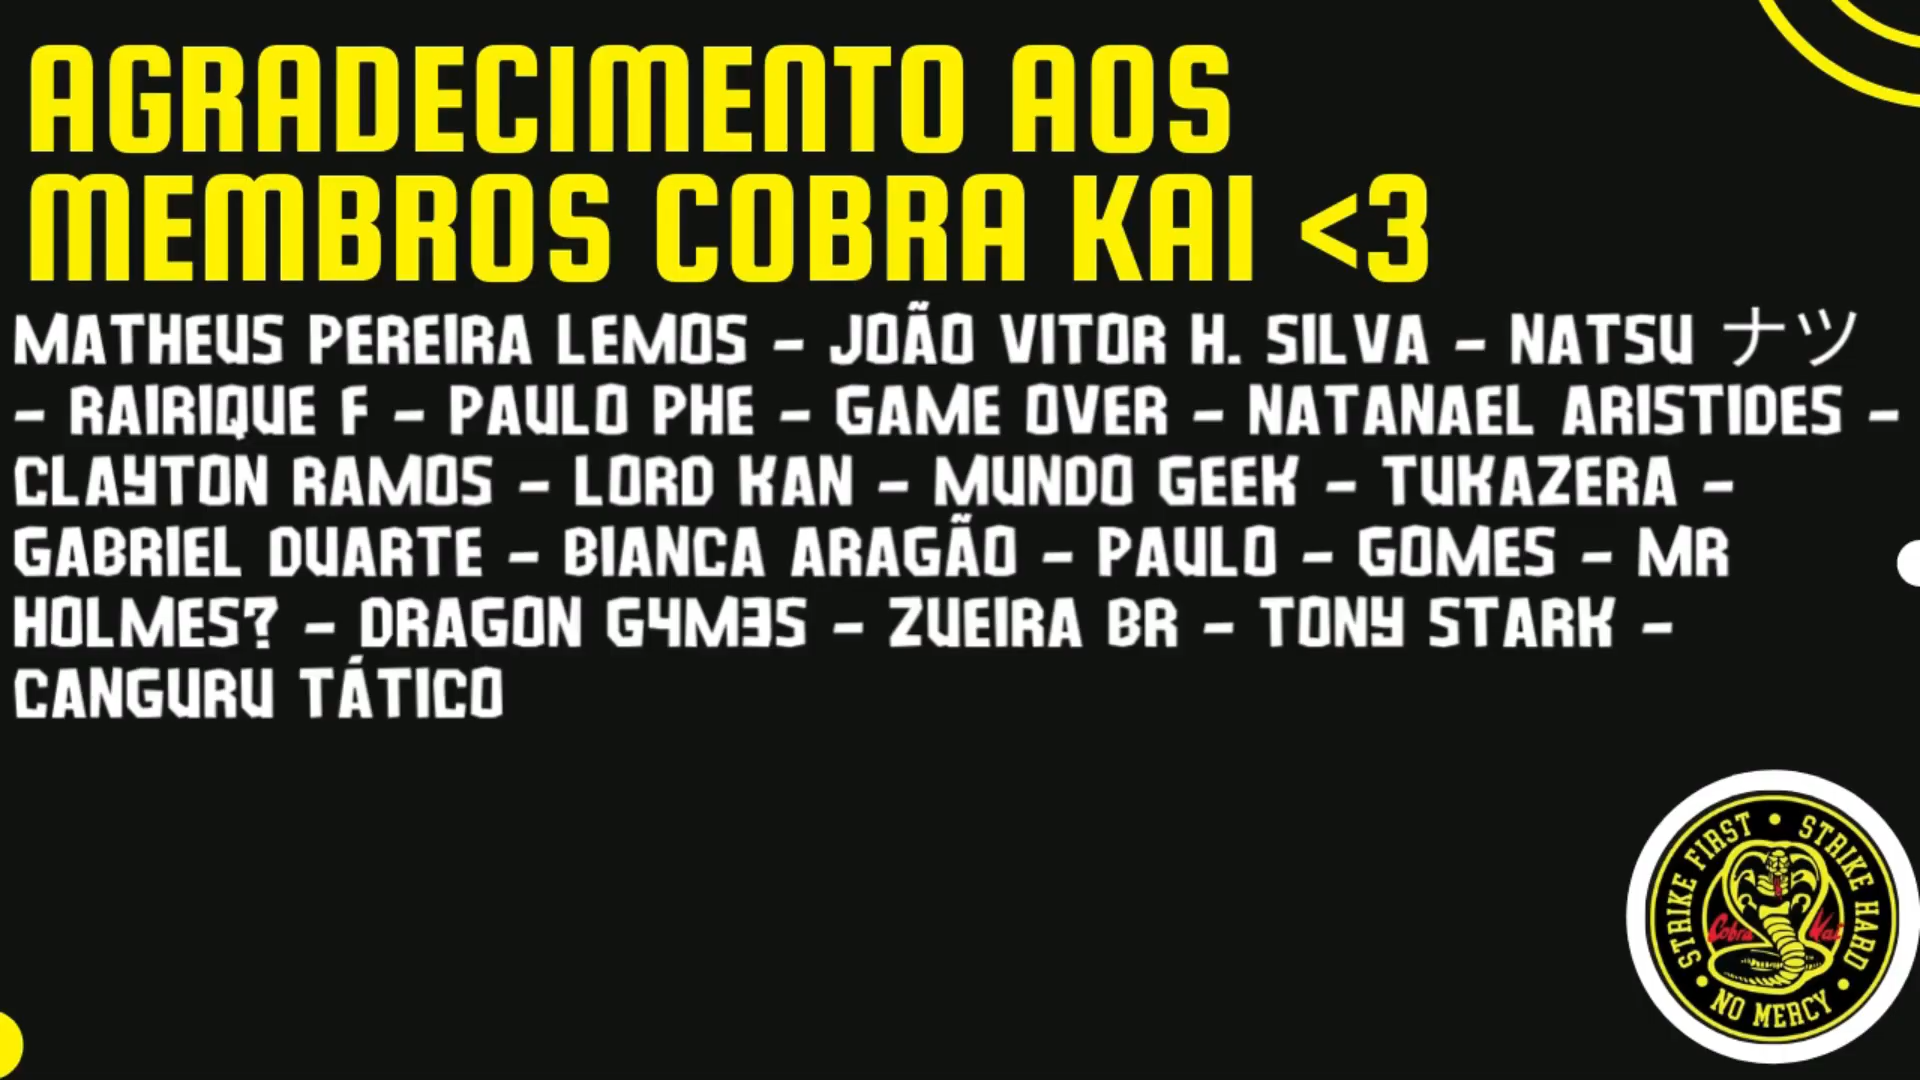 AGRADECIMENTO AOS
MEMBROS COBRA KAI <3
MATHEUS PEREIRA LEMOS - JOÃO VITOR H. SILVA - NATSU ナツ
- RAIRIQUE F - PAULO PHE - GAME OVER - NATANAEL ARISTIDES -
CLAYTON RAMOS - LORD KAN - MUNDO GEEK - TUKAZERA -
GABRIEL DUARTE - BIANCA ARAGÃO - PAULO - GOMES - MR
HOLMES? - DRAGON G4M3S - ZUEIRA BR - TONY STARK -
CANGURU TÁTICO
STRIKE FIRST • STRIKE HARD • NO MERCY •
Cobra Kai